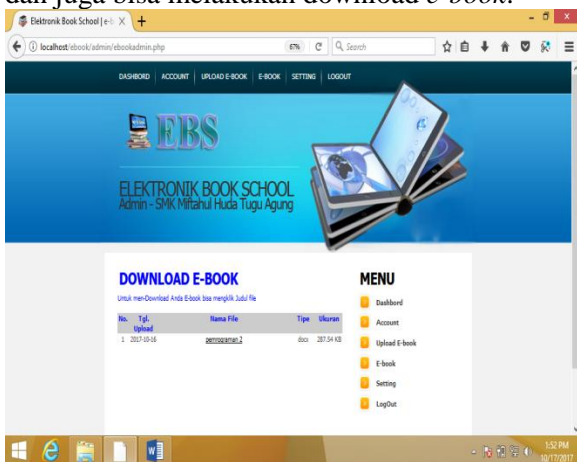 dan juga bisa melakukan download e-book.
Elektronik Book School | e-b
localhost/ebook/admin/ebookadmin.php
67%
Search
DASHBORD ACCOUNT UPLOAD E-BOOK E-BOOK SETTING LOGOUT
EBS
ELEKTRONIK BOOK SCHOOL
Admin - SMK Miftahul Huda Tugu Agung
DOWNLOAD E-BOOK
Untuk men-Download Anda E-book bisa mengklik Judul file
No. Tgl. Upload Nama File Tipe Ukuran
1 2017-10-16 pemrograman 2 docx 287.54 KB
MENU
Dashbord
Account
Upload E-book
E-book
Setting
LogOut
1:52 PM
10/17/2017